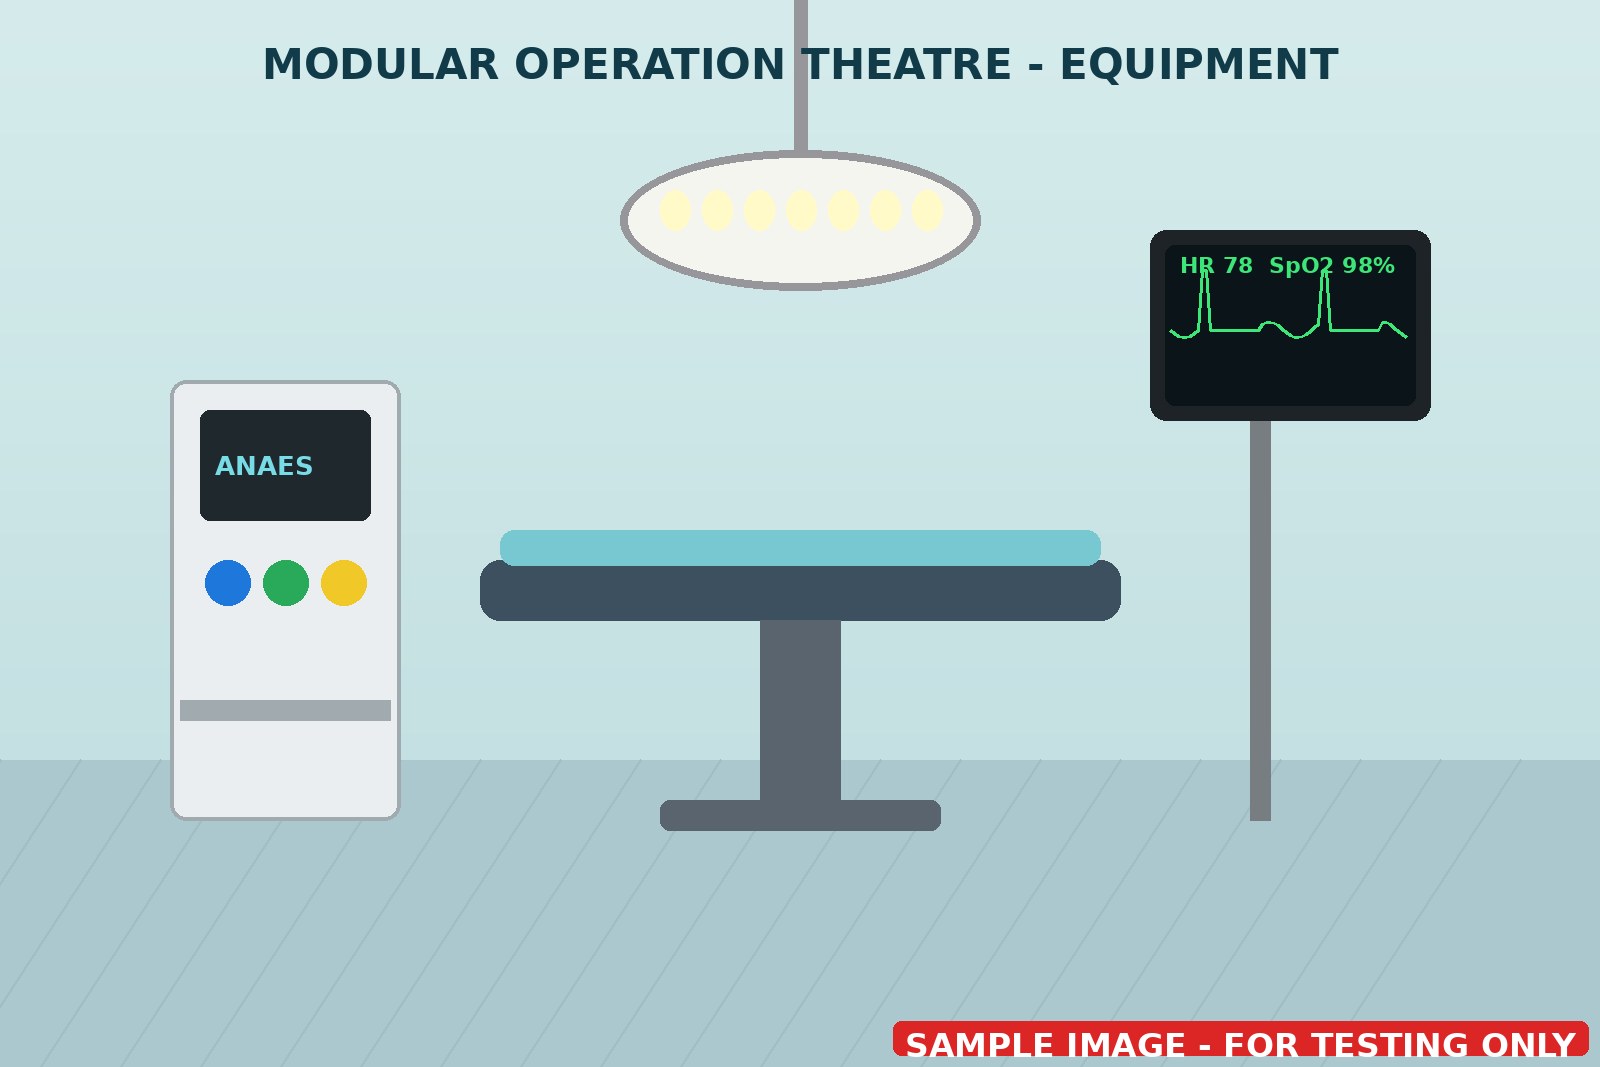 MODULAR OPERATION THEATRE - EQUIPMENT
HR 78  SpO2 98%
ANAES
SAMPLE IMAGE - FOR TESTING ONLY